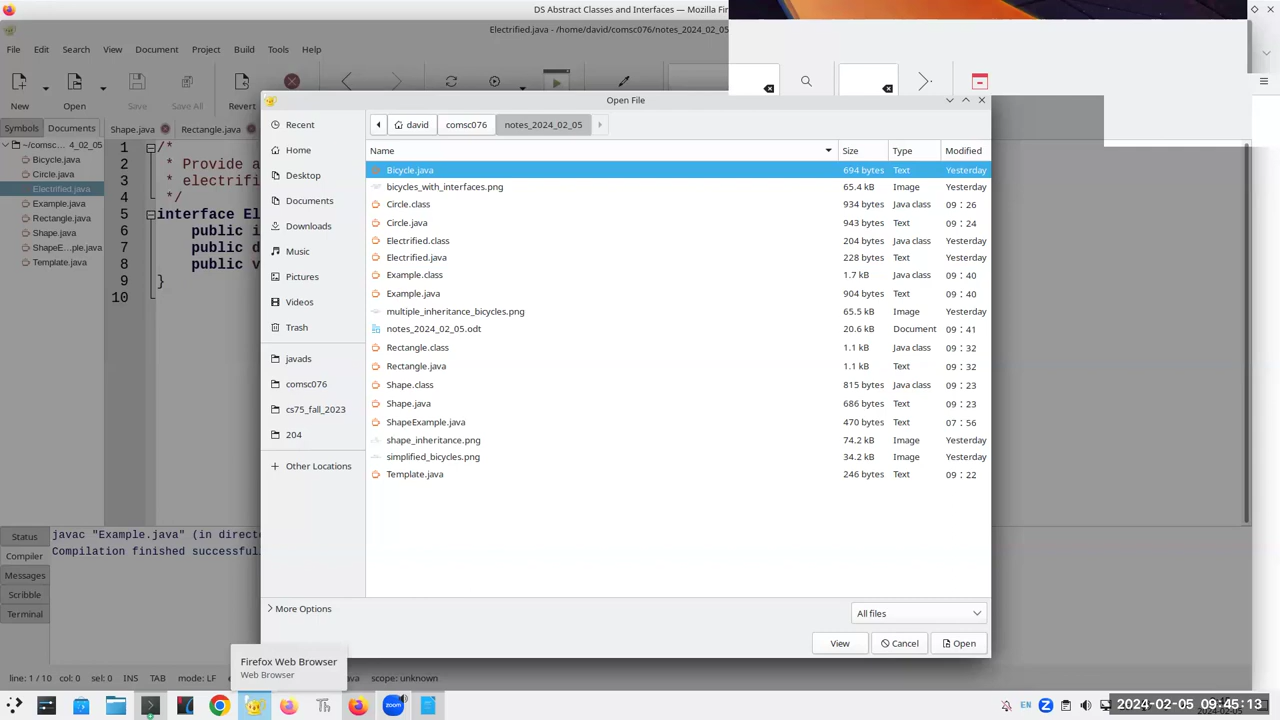 DS Abstract Classes and Interfaces — Mozilla Fir
Electrified.java - /home/david/comsc076/notes_2024_02_05
File Edit Search View Document Project Build Tools Help
New Open Save Save All Revert
Open File
Symbols Documents Shape.java Rectangle.java
~/comsc... 4_02_05
Bicycle.java
Circle.java
Electrified.java
Example.java
Rectangle.java
Shape.java
ShapeE...ple.java
Template.java
1 /*
2 * Provide a
3 * electrifi
4 */
5 interface El
6 public i
7 public d
8 public v
9 }
10
Recent
Home
Desktop
Documents
Downloads
Music
Pictures
Videos
Trash
javads
comsc076
cs75_fall_2023
204
Other Locations
david comsc076 notes_2024_02_05
Name Size Type Modified
Bicycle.java 694 bytes Text Yesterday
bicycles_with_interfaces.png 65.4 kB Image Yesterday
Circle.class 934 bytes Java class 09:26
Circle.java 943 bytes Text 09:24
Electrified.class 204 bytes Java class Yesterday
Electrified.java 228 bytes Text Yesterday
Example.class 1.7 kB Java class 09:40
Example.java 904 bytes Text 09:40
multiple_inheritance_bicycles.png 65.5 kB Image Yesterday
notes_2024_02_05.odt 20.6 kB Document 09:41
Rectangle.class 1.1 kB Java class 09:32
Rectangle.java 1.1 kB Text 09:32
Shape.class 815 bytes Java class 09:23
Shape.java 686 bytes Text 09:23
ShapeExample.java 470 bytes Text 07:56
shape_inheritance.png 74.2 kB Image Yesterday
simplified_bicycles.png 34.2 kB Image Yesterday
Template.java 246 bytes Text 09:22
More Options
All files
View Cancel Open
Status
Compiler
Messages
Scribble
Terminal
javac "Example.java" (in direct
Compilation finished successful
Firefox Web Browser
Web Browser
line: 1 / 10 col: 0 sel: 0 INS TAB mode: LF scope: unknown
zoom
EN
2024-02-05 09:45:13